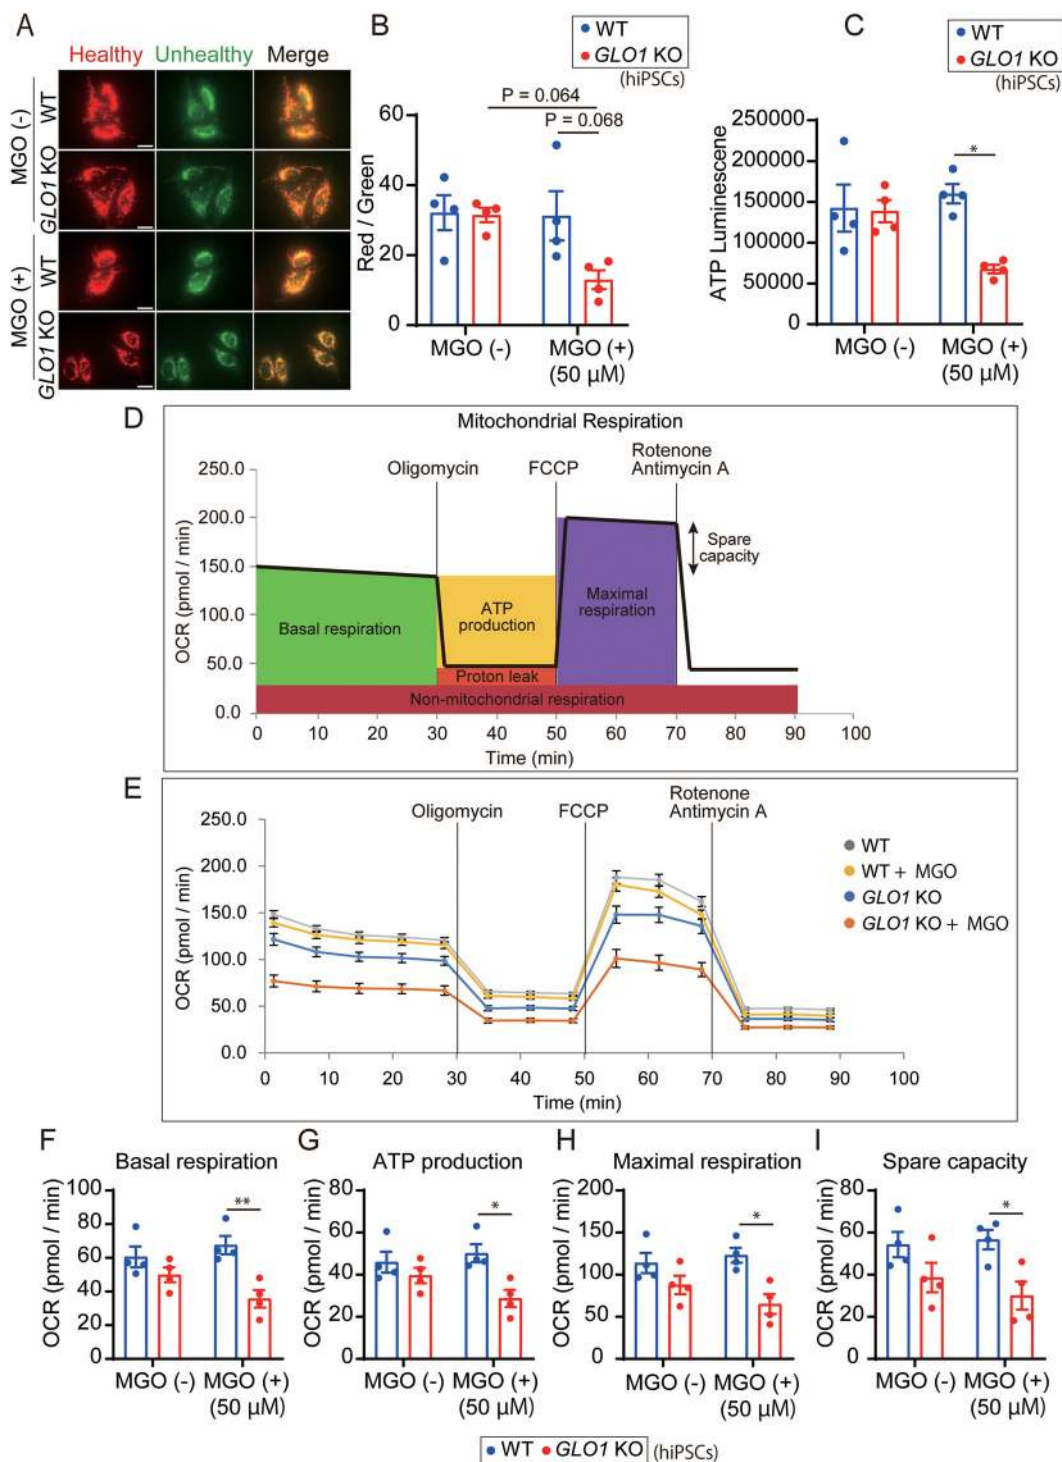 A
Healthy Unhealthy Merge
MGO (-)
WT
GLO1 KO
MGO (+)
WT
GLO1 KO
B
WT
GLO1 KO
(hiPSCs)
P = 0.064
P = 0.068
Red / Green
60
40
20
0
MGO (-) MGO (+)
(50 µM)
C
WT
GLO1 KO
(hiPSCs)
*
ATP Luminescene
250000
200000
150000
100000
50000
0
MGO (-) MGO (+)
(50 µM)
D
Mitochondrial Respiration
Oligomycin FCCP Rotenone
Antimycin A
OCR (pmol / min)
250.0
200.0
150.0
100.0
50.0
0.0
Basal respiration
ATP
production
Proton leak
Maximal
respiration
Spare
capacity
Non-mitochondrial respiration
0 10 20 30 40 50 60 70 80 90 100
Time (min)
E
Oligomycin FCCP Rotenone
Antimycin A
OCR (pmol / min)
250.0
200.0
150.0
100.0
50.0
0.0
WT
WT + MGO
GLO1 KO
GLO1 KO + MGO
0 10 20 30 40 50 60 70 80 90 100
Time (min)
F
Basal respiration
OCR (pmol / min)
100
80
60
40
20
0
**
MGO (-) MGO (+)
(50 µM)
G
ATP production
OCR (pmol / min)
80
60
40
20
0
*
MGO (-) MGO (+)
(50 µM)
H
Maximal respiration
OCR (pmol / min)
200
150
100
50
0
*
MGO (-) MGO (+)
(50 µM)
I
Spare capacity
OCR (pmol / min)
80
60
40
20
0
*
MGO (-) MGO (+)
(50 µM)
WT GLO1 KO (hiPSCs)